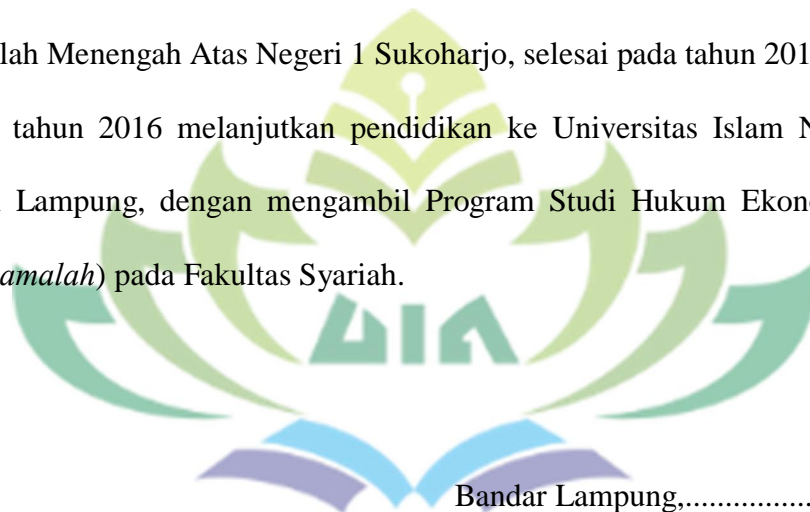 lah Menengah Atas Negeri 1 Sukoharjo, selesai pada tahun 201
tahun 2016 melanjutkan pendidikan ke Universitas Islam N
Lampung, dengan mengambil Program Studi Hukum Ekon
amalah) pada Fakultas Syariah.
UIN
Bandar Lampung,................